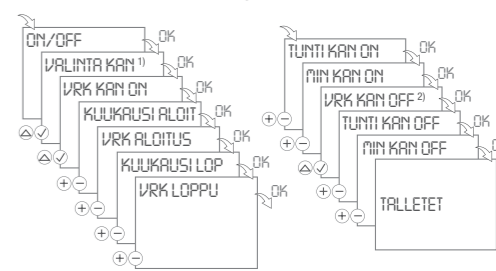 ON/OFF
OK
VALINTA KAN 1)
OK
VRK KAN ON
OK
KUUKAUSI ALOIT
OK
VRK ALOITUS
OK
KUUKAUSI LOP
OK
VRK LOPPU
OK
TUNTI KAN ON
OK
MIN KAN ON
OK
VRK KAN OFF 2)
OK
TUNTI KAN OFF
OK
MIN KAN OFF
TALLETET